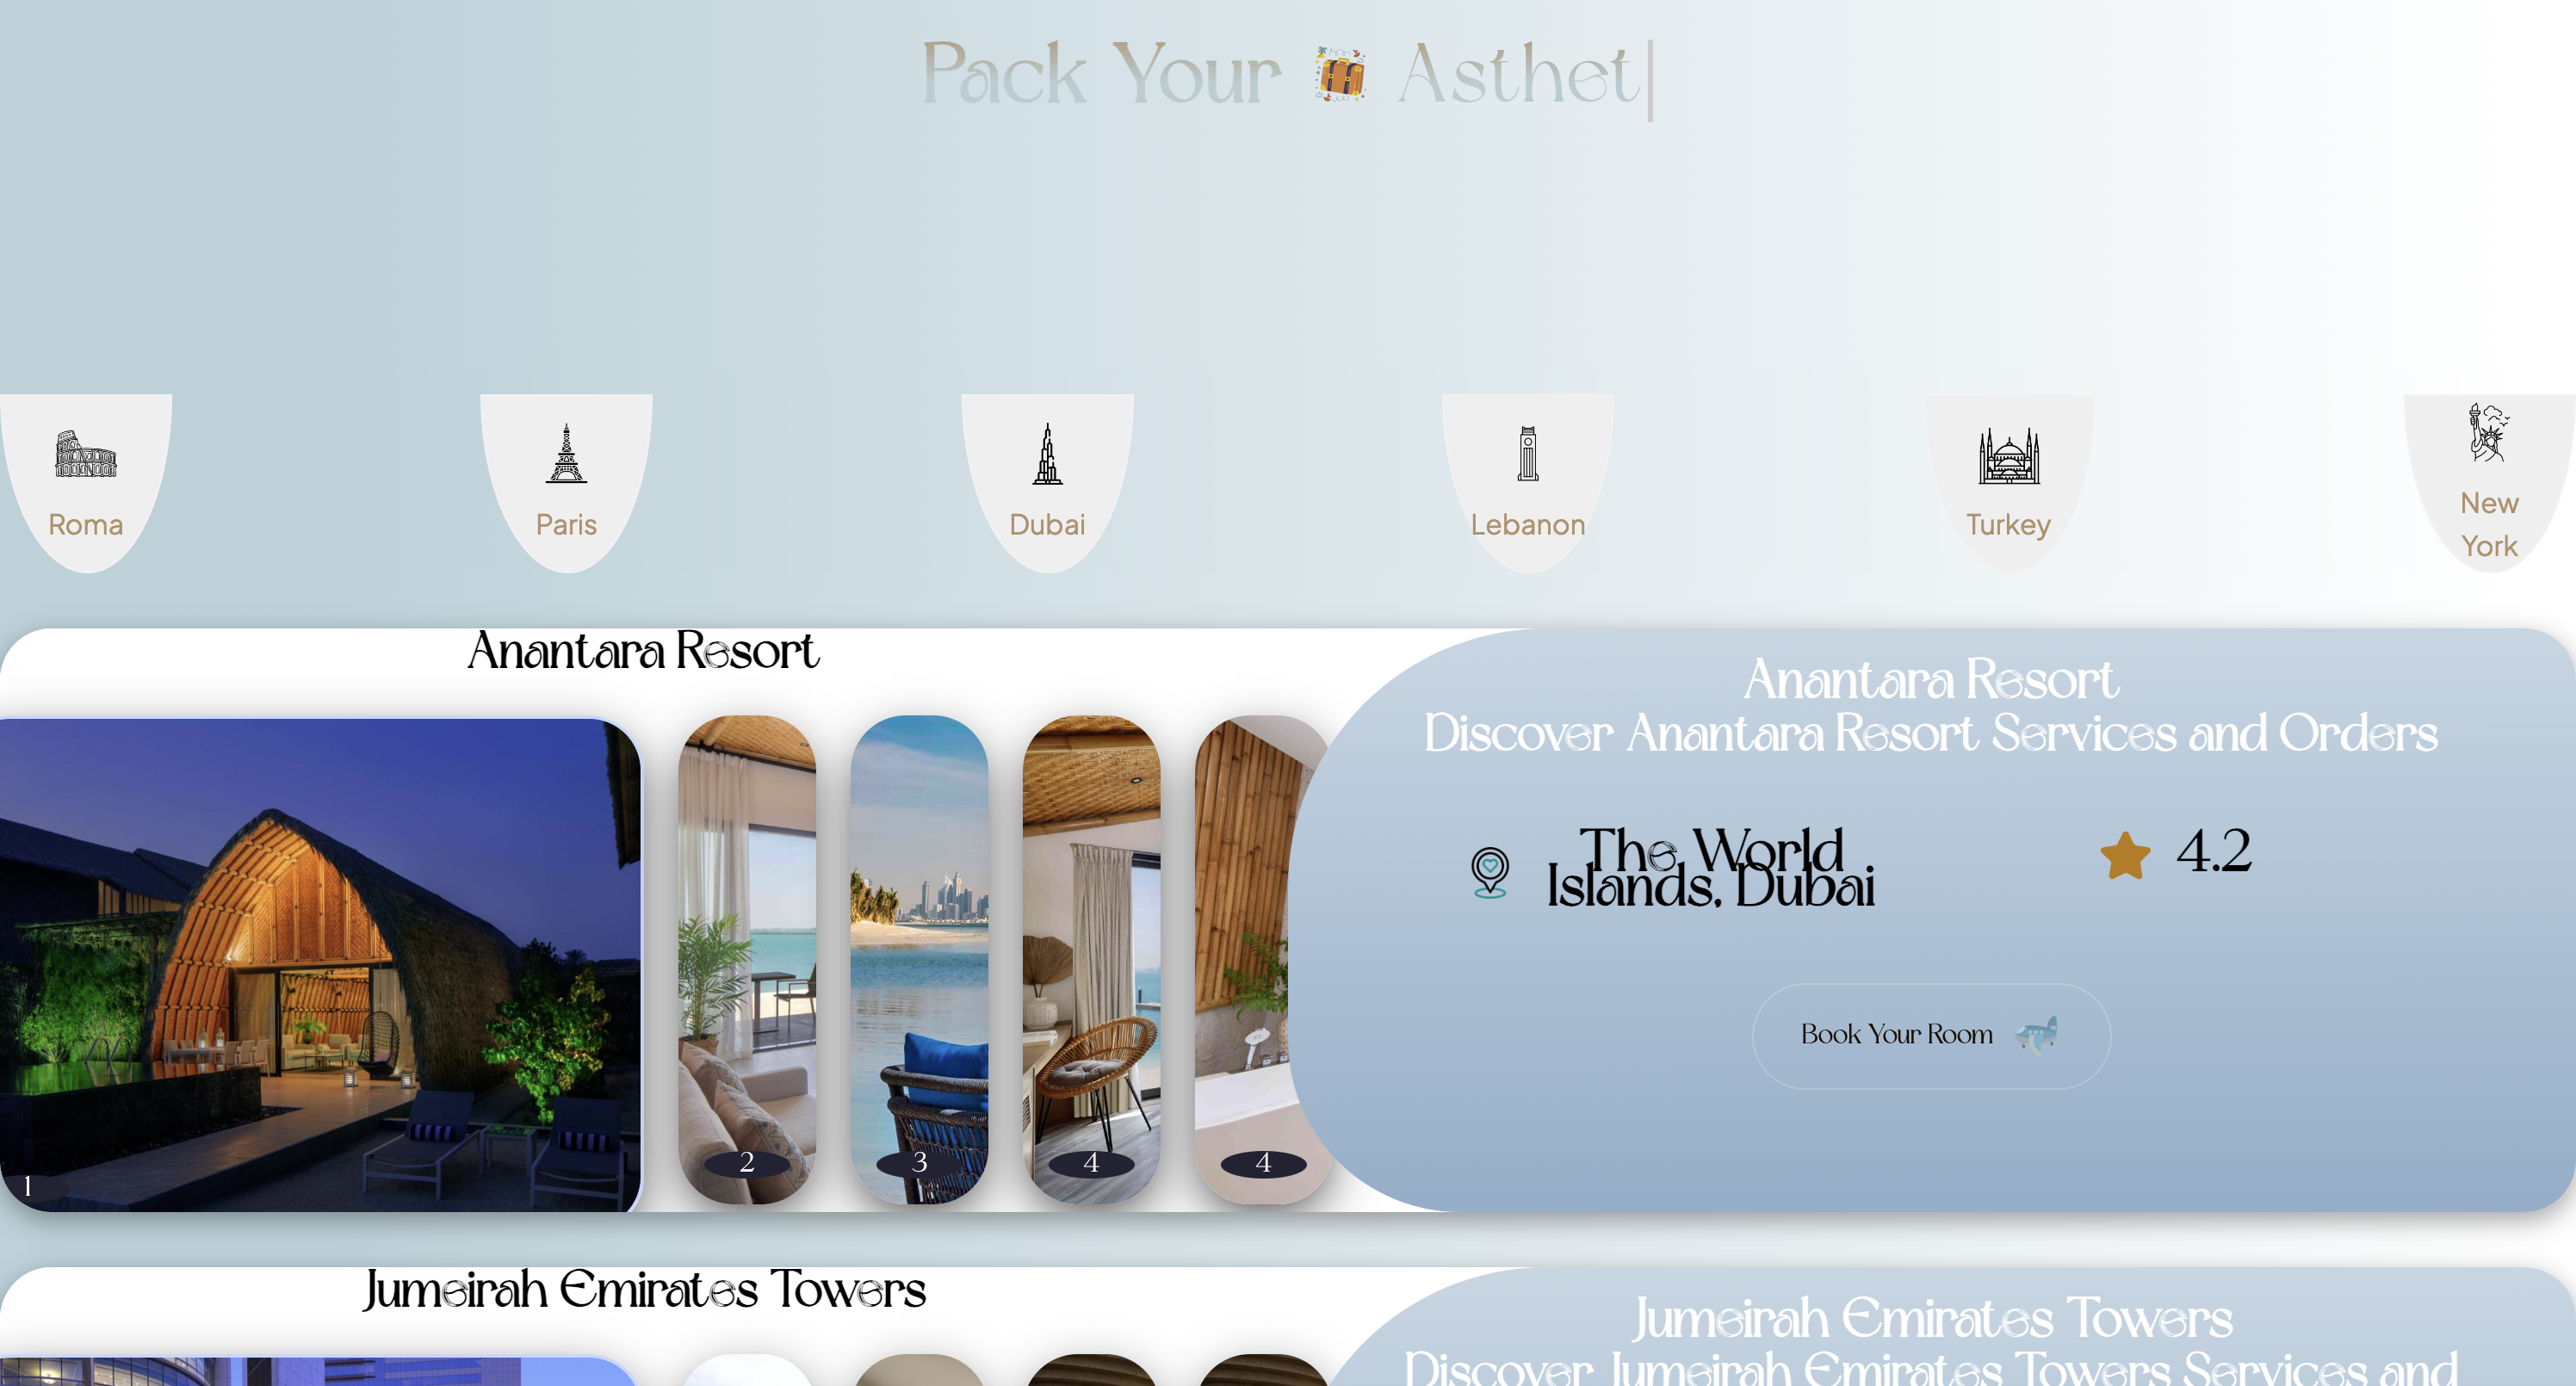 Pack Your Asthet
Roma
Paris
Dubai
Lebanon
Turkey
New
York
Anantara Resort
1
2
3
4
4
Anantara Resort
Discover Anantara Resort Services and Orders
The World
Islands, Dubai
4.2
Book Your Room
Jumeirah Emirates Towers
Jumeirah Emirates Towers
Discover Jumeirah Emirates Towers Services and